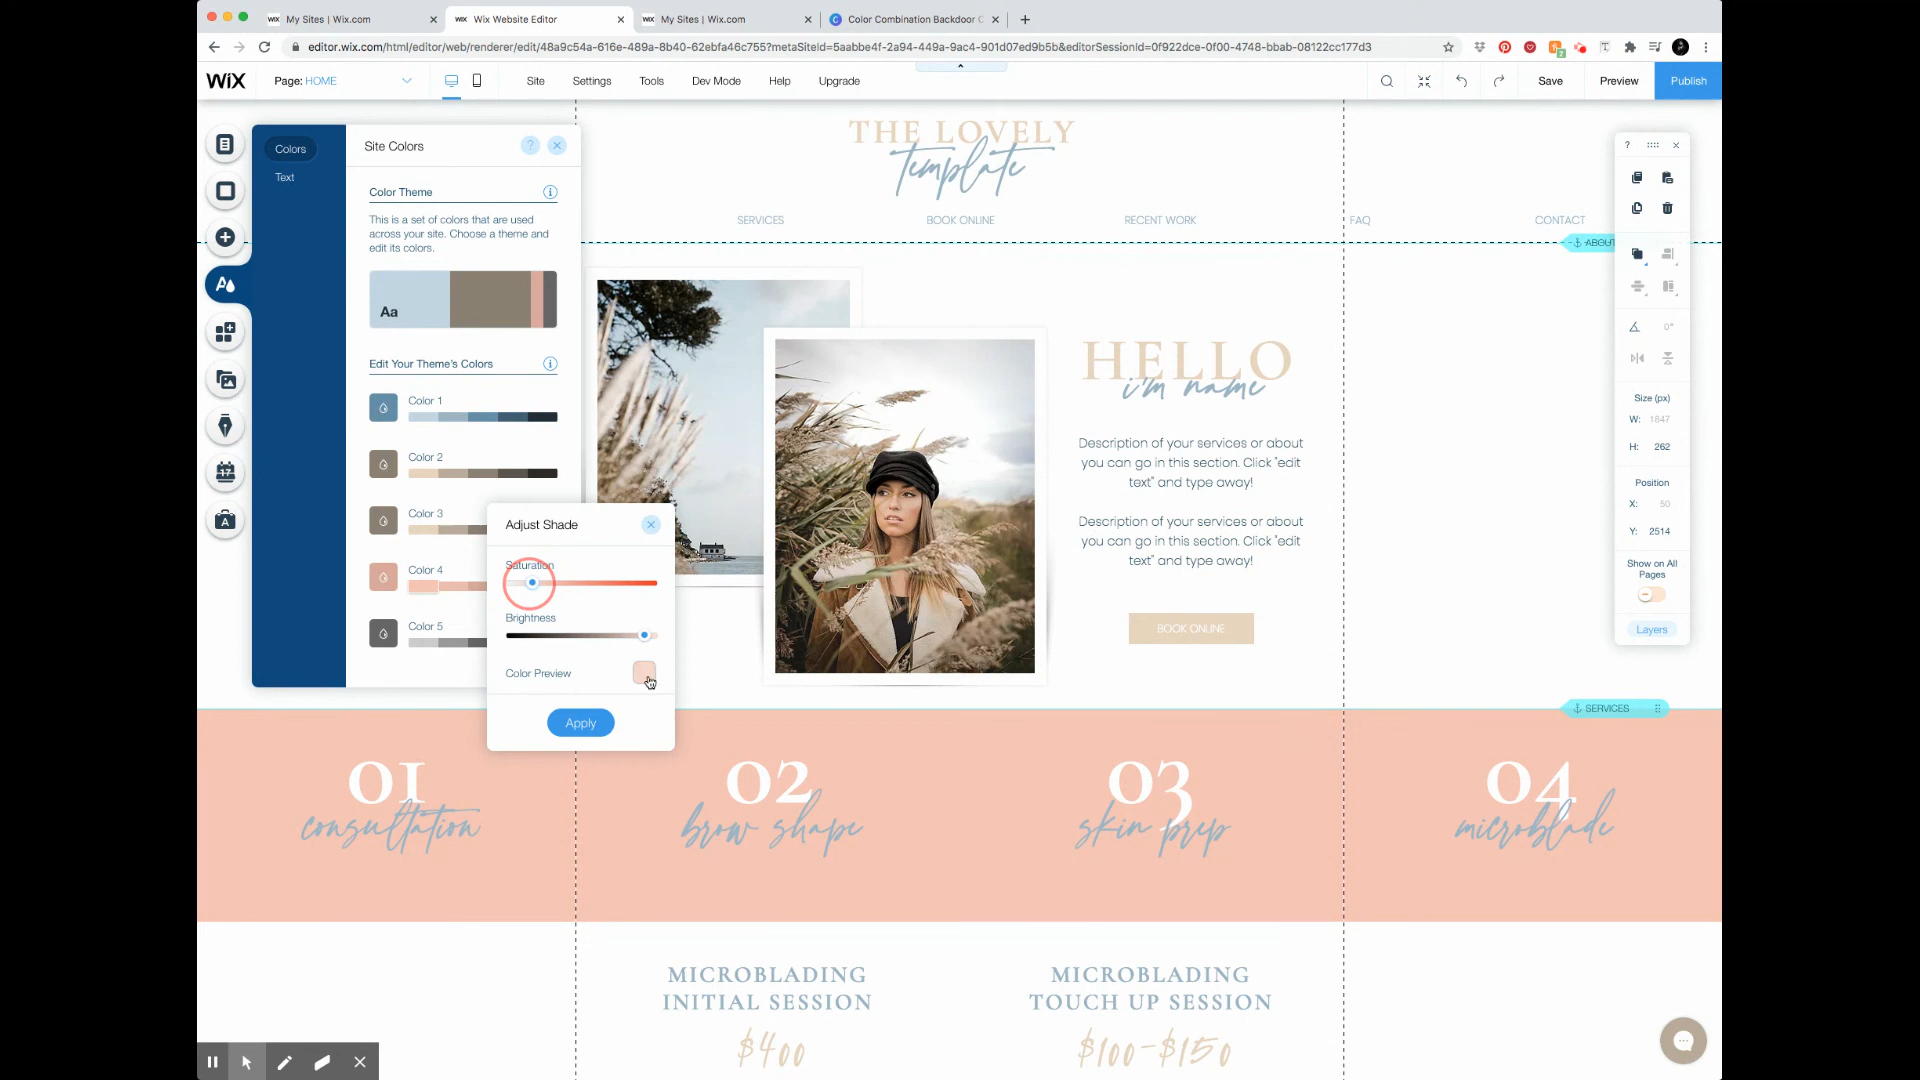 My Sites | Wix.com
Wix Website Editor
My Sites | Wix.com
Color Combination Backdoor C
editor.wix.com/html/editor/web/renderer/edit/48a9c54a-616e-489a-8b40-62ebfa46c755?metaSiteId=5aabbe4f-2a94-449a-9ac4-901d07ed9b5b&editorSessionId=0f922dce-0f00-4748-bbab-08122cc177d3
WiX
Page: HOME
Site
Settings
Tools
Dev Mode
Help
Upgrade
Save
Preview
Publish
Colors
Text
Site Colors
?
Color Theme
This is a set of colors that are used
across your site. Choose a theme and
edit its colors.
Aa
Edit Your Theme's Colors
Color 1
Color 2
Color 3
Color 4
Color 5
Adjust Shade
Saturation
Brightness
Color Preview
Apply
THE LOVELY
template
SERVICES
BOOK ONLINE
RECENT WORK
FAQ
CONTACT
ABOUT
HELLO
i'm name
Description of your services or about
you can go in this section. Click "edit
text" and type away!
Description of your services or about
you can go in this section. Click "edit
text" and type away!
BOOK ONLINE
SERVICES
?
0°
Size (px)
W: 1847
H: 262
Position
X: 50
Y: 2514
Show on All
Pages
Layers
01
consultation
02
brow shape
03
skin prep
04
microblade
MICROBLADING
INITIAL SESSION
$400
MICROBLADING
TOUCH UP SESSION
$100-$150
17
A